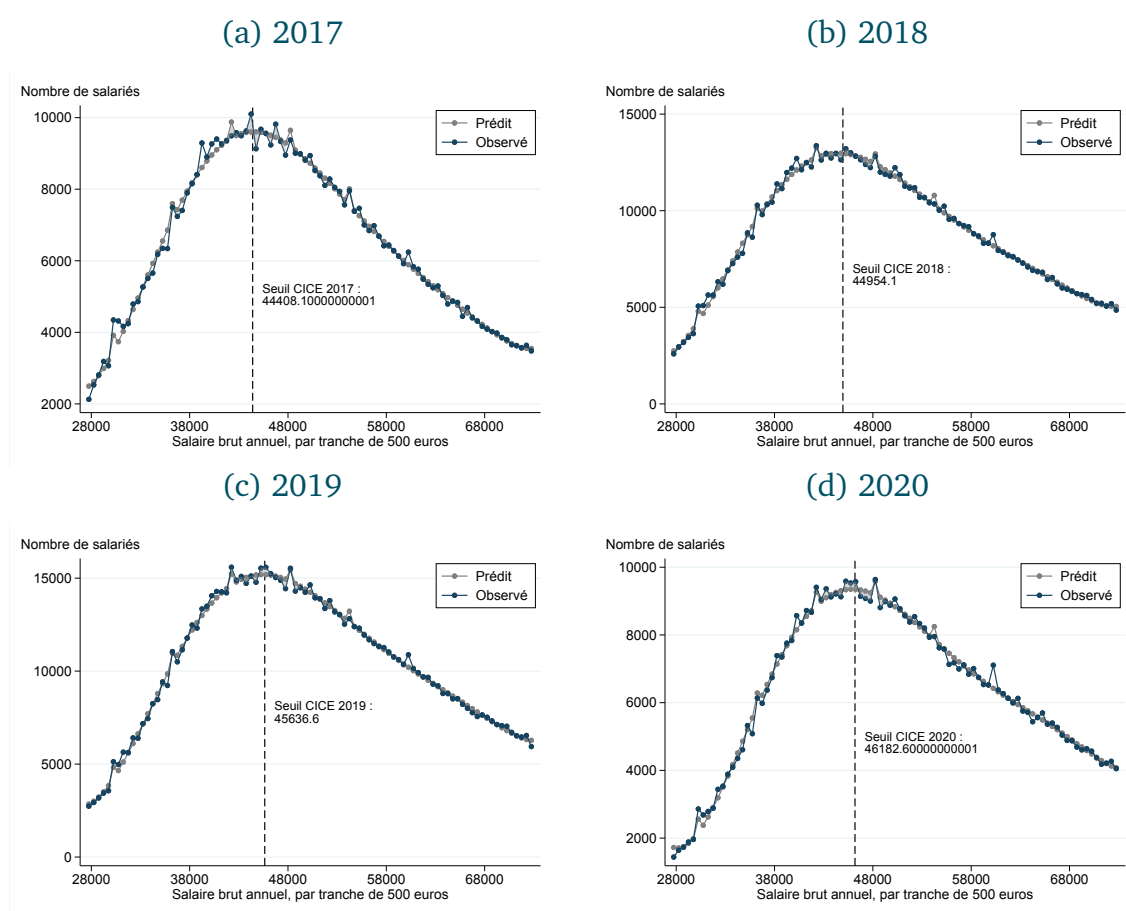 (a) 2017
Nombre de salariés
10000
8000
6000
4000
2000
Prédit
Observé
Seuil CICE 2017 :
44408.10000000001
28000 38000 48000 58000 68000
Salaire brut annuel, par tranche de 500 euros
(b) 2018
Nombre de salariés
15000
10000
5000
0
Prédit
Observé
Seuil CICE 2018 :
44954.1
28000 38000 48000 58000 68000
Salaire brut annuel, par tranche de 500 euros
(c) 2019
Nombre de salariés
15000
10000
5000
0
Prédit
Observé
Seuil CICE 2019 :
45636.6
28000 38000 48000 58000 68000
Salaire brut annuel, par tranche de 500 euros
(d) 2020
Nombre de salariés
10000
8000
6000
4000
2000
Prédit
Observé
Seuil CICE 2020 :
46182.60000000001
28000 38000 48000 58000 68000
Salaire brut annuel, par tranche de 500 euros